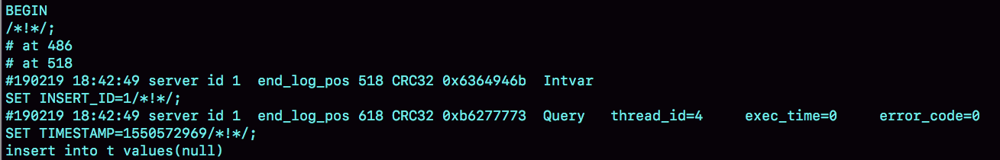 BEGIN
/*!*/;
# at 486
# at 518
#190219 18:42:49 server id 1  end_log_pos 518 CRC32 0x6364946b  Intvar
SET INSERT_ID=1/*!*/;
#190219 18:42:49 server id 1  end_log_pos 618 CRC32 0xb6277773  Query   thread_id=4     exec_time=0     error_code=0
SET TIMESTAMP=1550572969/*!*/;
insert into t values(null)